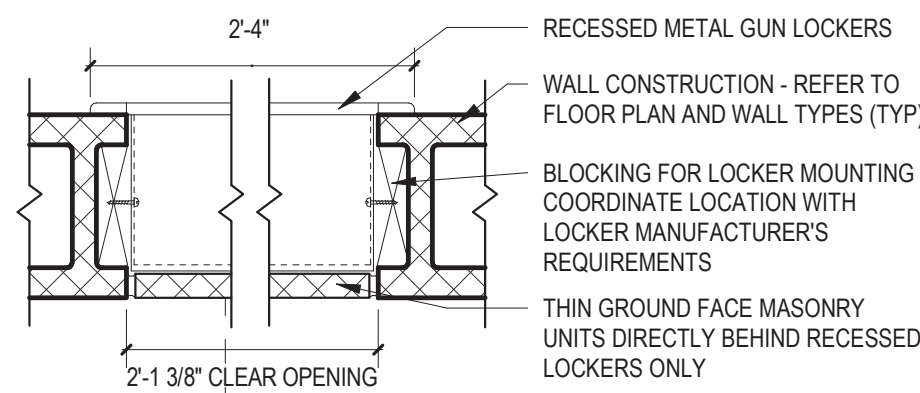 2'-4"
RECESSED METAL GUN LOCKERS
WALL CONSTRUCTION - REFER TO
FLOOR PLAN AND WALL TYPES (TYP)
BLOCKING FOR LOCKER MOUNTING
COORDINATE LOCATION WITH
LOCKER MANUFACTURER'S
REQUIREMENTS
THIN GROUND FACE MASONRY
UNITS DIRECTLY BEHIND RECESSED
LOCKERS ONLY
2'-1 3/8" CLEAR OPENING